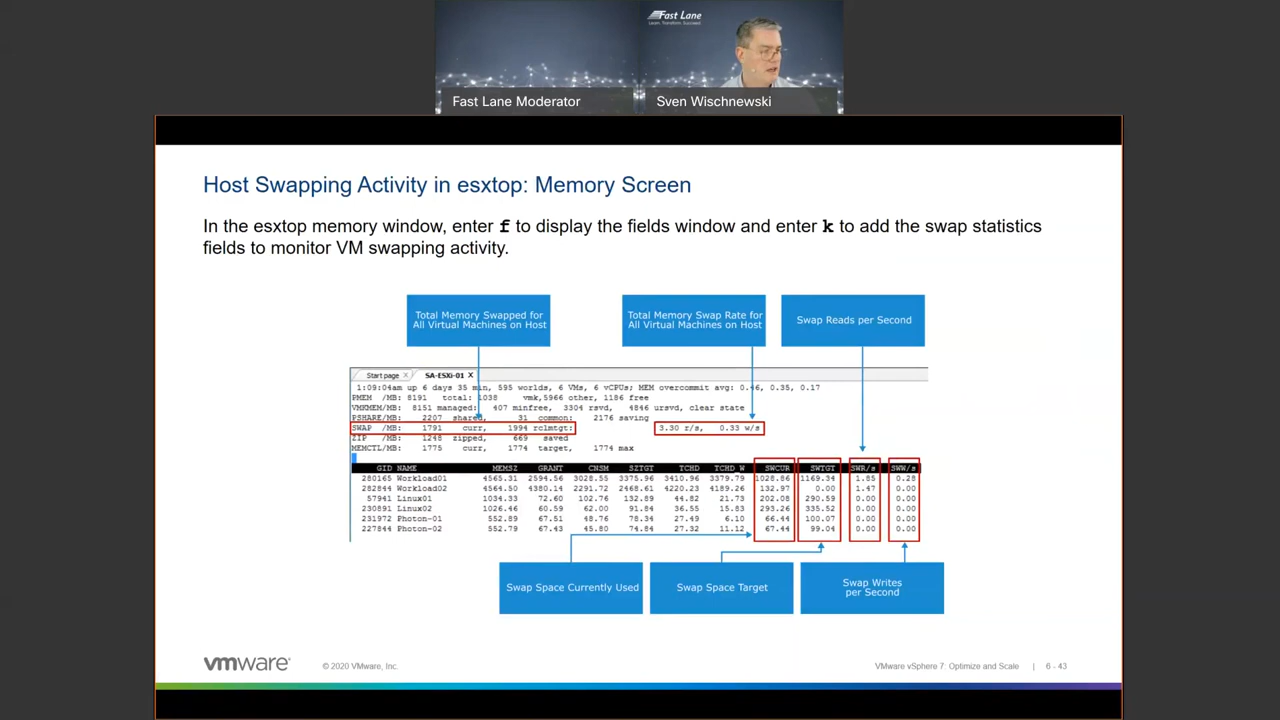 Fast Lane
Learn. Transform. Succeed.
Fast Lane Moderator
Sven Wischnewski
Host Swapping Activity in esxtop: Memory Screen
In the esxtop memory window, enter f to display the fields window and enter k to add the swap statistics
fields to monitor VM swapping activity.
Total Memory Swapped for
All Virtual Machines on Host
Total Memory Swap Rate for
All Virtual Machines on Host
Swap Reads per Second
Start page SA-ESXi-01 X
1:09:04am up 6 days 35 min, 595 worlds, 6 VMs, 6 vCPUs; MEM overcommit avg: 0.46, 0.35, 0.17
PMEM /MB: 8191 total: 1038 vmk,5966 other, 1186 free
VMKMEM/MB: 8151 managed: 407 minfree, 3304 rsvd, 4846 ursvd, clear state
PSHARE/MB: 2207 shared, 31 common: 2176 saving
SWAP /MB: 1791 curr, 1994 rclmtgt: 3.30 r/s, 0.33 w/s
ZIP /MB: 1248 zipped, 669 saved
MEMCTL/MB: 1775 curr, 1774 target, 1774 max
GID NAME MEMSZ GRANT CNSM SZTGT TCHD TCHD_W SWCUR SWTGT SWR/s SWW/s
280165 Workload01 4565.31 2594.56 3028.55 3375.96 3410.96 3379.79 1028.86 1169.34 1.85 0.28
282844 Workload02 4564.50 4380.14 2291.72 2468.61 4220.23 4189.26 132.97 0.00 1.47 0.00
57941 Linux01 1034.33 72.60 102.76 132.89 44.82 21.73 202.08 290.59 0.00 0.00
230891 Linux02 1026.46 60.59 62.00 91.84 36.55 15.83 293.26 335.52 0.00 0.00
231972 Photon-01 552.89 67.51 48.76 78.34 27.49 6.10 66.44 100.07 0.00 0.00
227844 Photon-02 552.79 67.43 45.80 74.84 27.32 11.12 67.44 99.04 0.00 0.00
Swap Space Currently Used
Swap Space Target
Swap Writes
per Second
vmware®
© 2020 VMware, Inc.
VMware vSphere 7: Optimize and Scale | 6 - 43